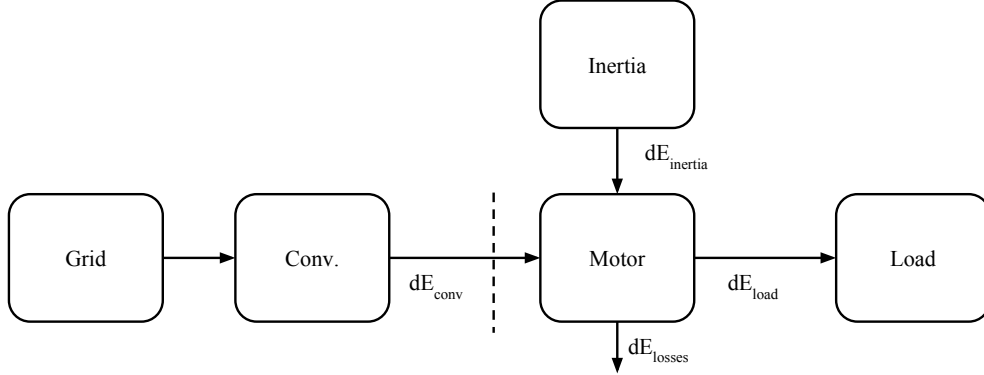 Inertia
dE_inertia
Grid
Conv.
Motor
Load
dE_conv
dE_load
dE_losses